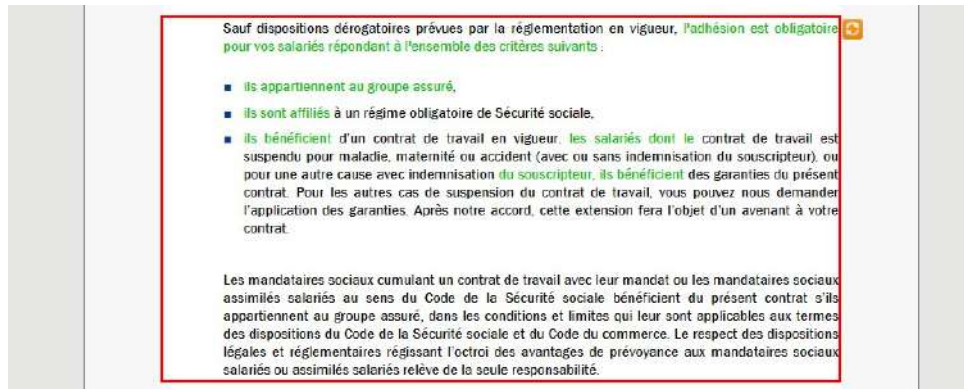 Sauf dispositions dérogatoires prévues par la réglementation en vigueur, l'adhésion est obligatoire
pour vos salariés répondant à l'ensemble des critères suivants :
■ ils appartiennent au groupe assuré,
■ ils sont affiliés à un régime obligatoire de Sécurité sociale,
■ ils bénéficient d'un contrat de travail en vigueur. les salariés dont le contrat de travail est
suspendu pour maladie, maternité ou accident (avec ou sans indemnisation du souscripteur), ou
pour une autre cause avec indemnisation du souscripteur, ils bénéficient des garanties du présent
contrat. Pour les autres cas de suspension du contrat de travail, vous pouvez nous demander
l'application des garanties. Après notre accord, cette extension fera l'objet d'un avenant à votre
contrat.
Les mandataires sociaux cumulant un contrat de travail avec leur mandat ou les mandataires sociaux
assimilés salariés au sens du Code de la Sécurité sociale bénéficient du présent contrat s'ils
appartiennent au groupe assuré, dans les conditions et limites qui leur sont applicables aux termes
des dispositions du Code de la Sécurité sociale et du Code du commerce. Le respect des dispositions
légales et réglementaires régissant l'octroi des avantages de prévoyance aux mandataires sociaux
salariés ou assimilés salariés relève de la seule responsabilité.